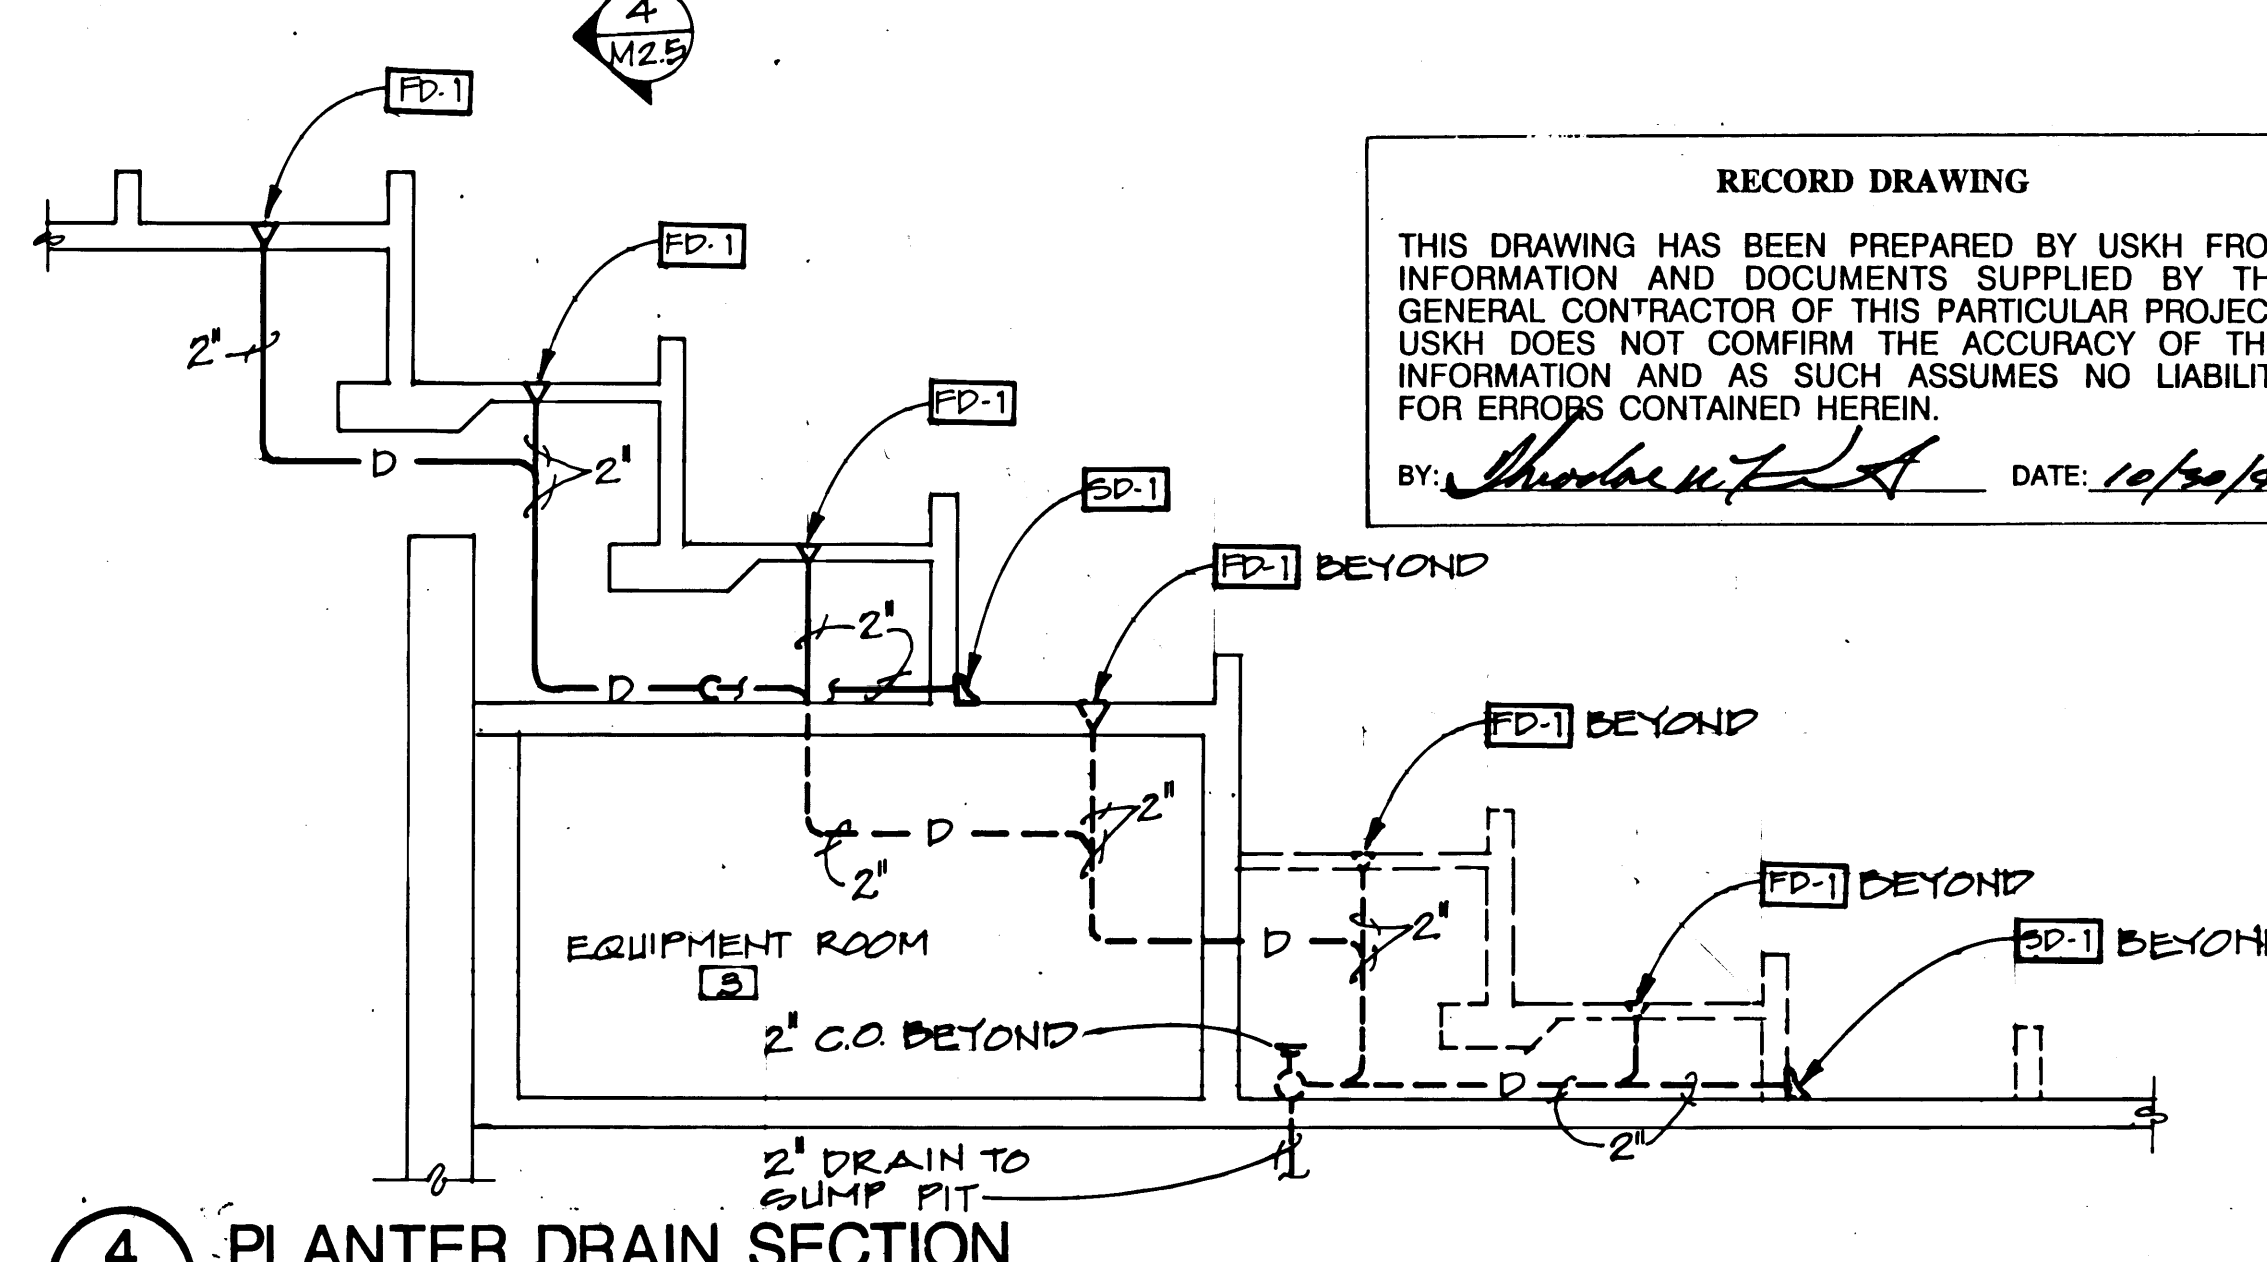 4
M2.5
FD-1
FD-1
RECORD DRAWING
THIS DRAWING HAS BEEN PREPARED BY USKH FRO
INFORMATION AND DOCUMENTS SUPPLIED BY TH
GENERAL CONTRACTOR OF THIS PARTICULAR PROJEC
USKH DOES NOT COMFIRM THE ACCURACY OF TH
INFORMATION AND AS SUCH ASSUMES NO LIABILIT
FOR ERRORS CONTAINED HEREIN.
BY: DATE: 10/30/
2"
FD-1
D
2"
SD-1
FD-1 BEYOND
2"
D
FD-1 BEYOND
2"
D
2"
FD-1 BEYOND
2"
D
SD-1 BEYON
EQUIPMENT ROOM
3
2" C.O. BEYOND
D
2"
2" DRAIN TO
SUMP PIT
4 PLANTER DRAIN SECTION